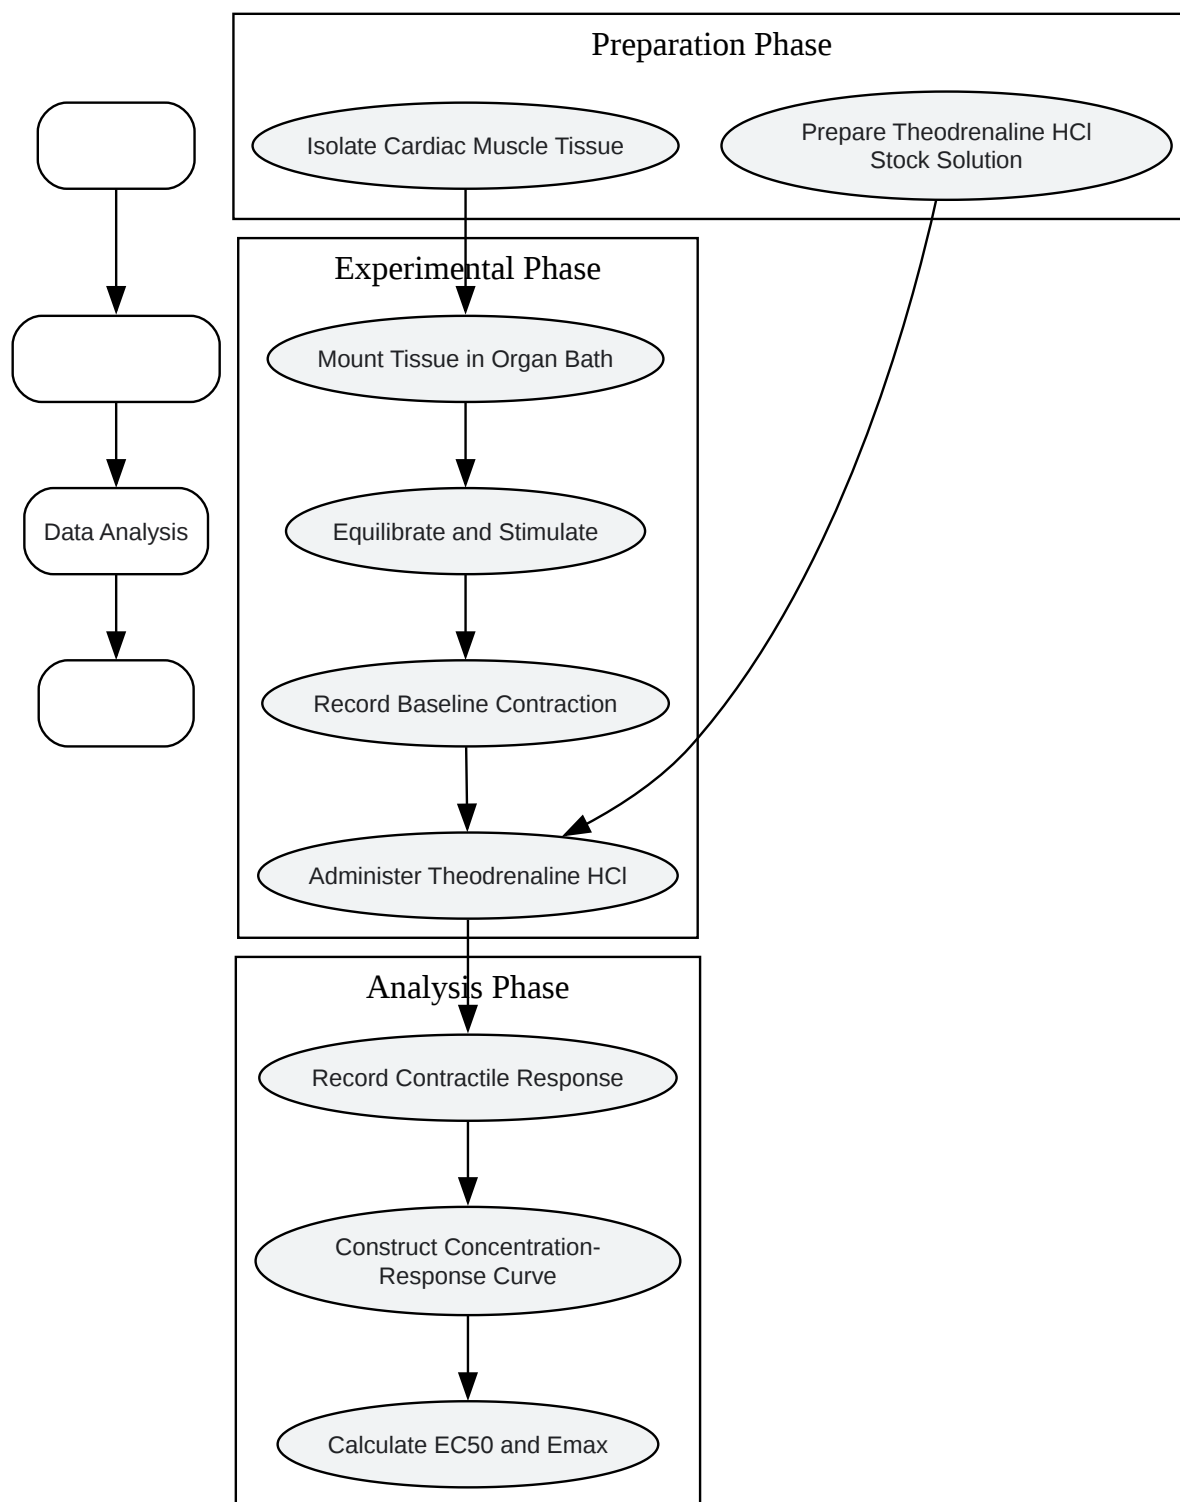 Preparation Phase
Isolate Cardiac Muscle Tissue
Prepare Theodrenaline HCl
Stock Solution
Experimental Phase
Mount Tissue in Organ Bath
Data Analysis
Equilibrate and Stimulate
Record Baseline Contraction
Administer Theodrenaline HCl
Analysis Phase
Record Contractile Response
Construct Concentration-
Response Curve
Calculate EC50 and Emax